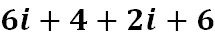 6i + 4 + 2i + 6